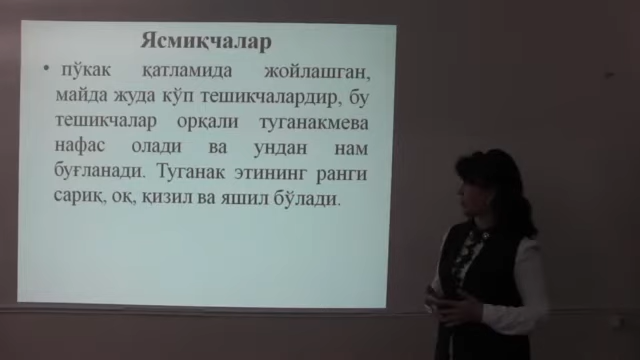 Ясмиқчалар
• пўкак қатламида жойлашган,
майда жуда кўп тешикчалардир, бу
тешикчалар орқали туганакмева
нафас олади ва ундан нам
буғланади. Туганак этининг ранги
сариқ, оқ, қизил ва яшил бўлади.